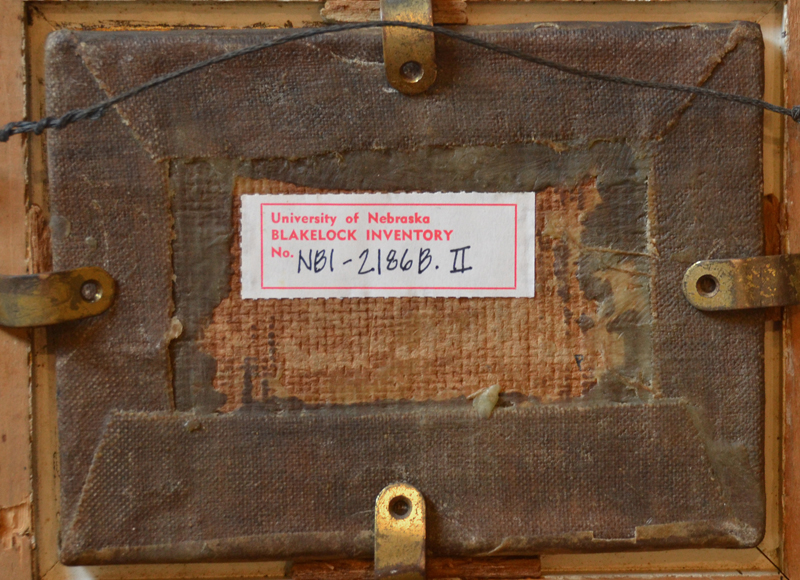 University of Nebraska
BLAKELOCK INVENTORY
No. NBI-2186B. II